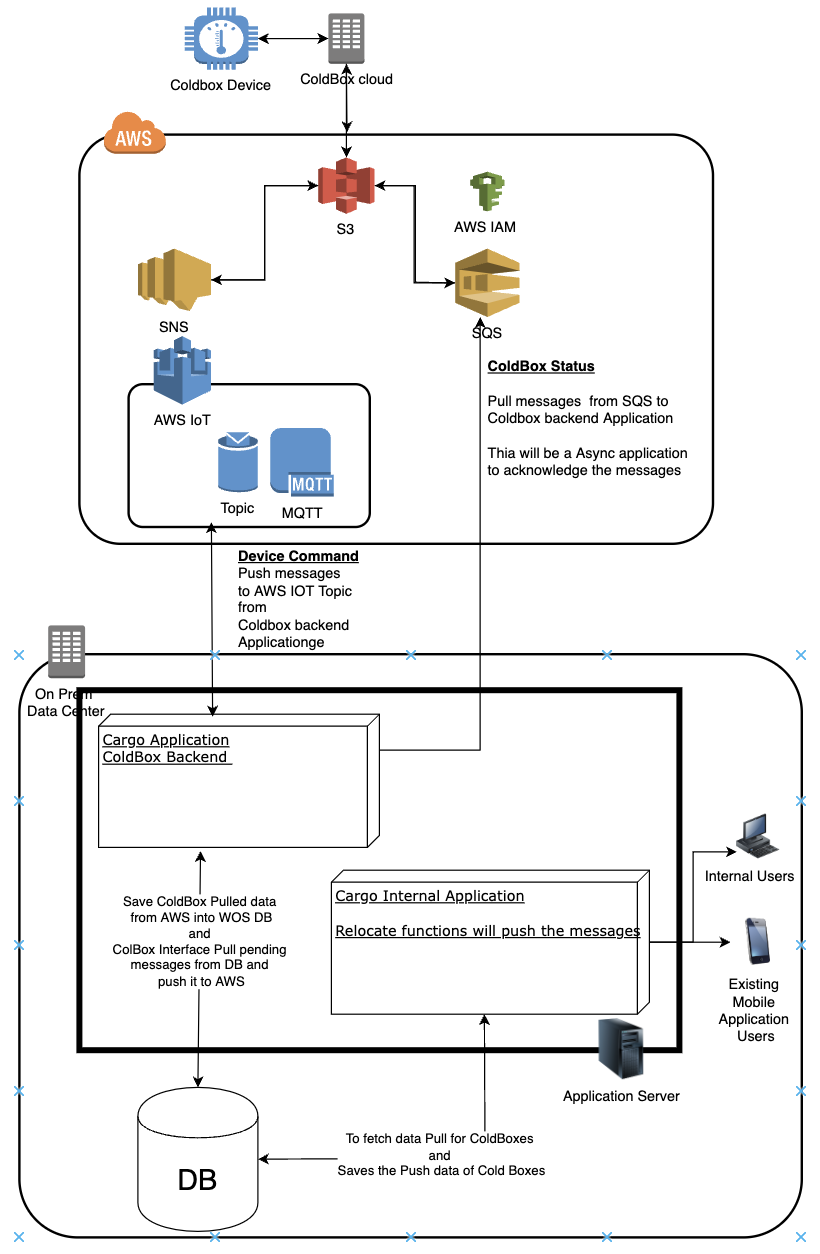 Coldbox Device
ColdBox cloud
AWS
S3
AWS IAM
SNS
SQS
ColdBox Status
Pull messages  from SQS to
Coldbox backend Application
Thia will be a Async application
to acknowledge the messages
AWS IoT
MQTT
Topic
MQTT
Device Command
Push messages
to AWS IOT Topic
from
Coldbox backend
Applicationge
On Prem
Data Center
Cargo Application
ColdBox Backend
Internal Users
Save ColdBox Pulled data
from AWS into WOS DB
and
ColBox Interface Pull pending
messages from DB and
push it to AWS
Cargo Internal Application
Relocate functions will push the messages
Existing
Mobile
Application
Users
Application Server
To fetch data Pull for ColdBoxes
and
Saves the Push data of Cold Boxes
DB